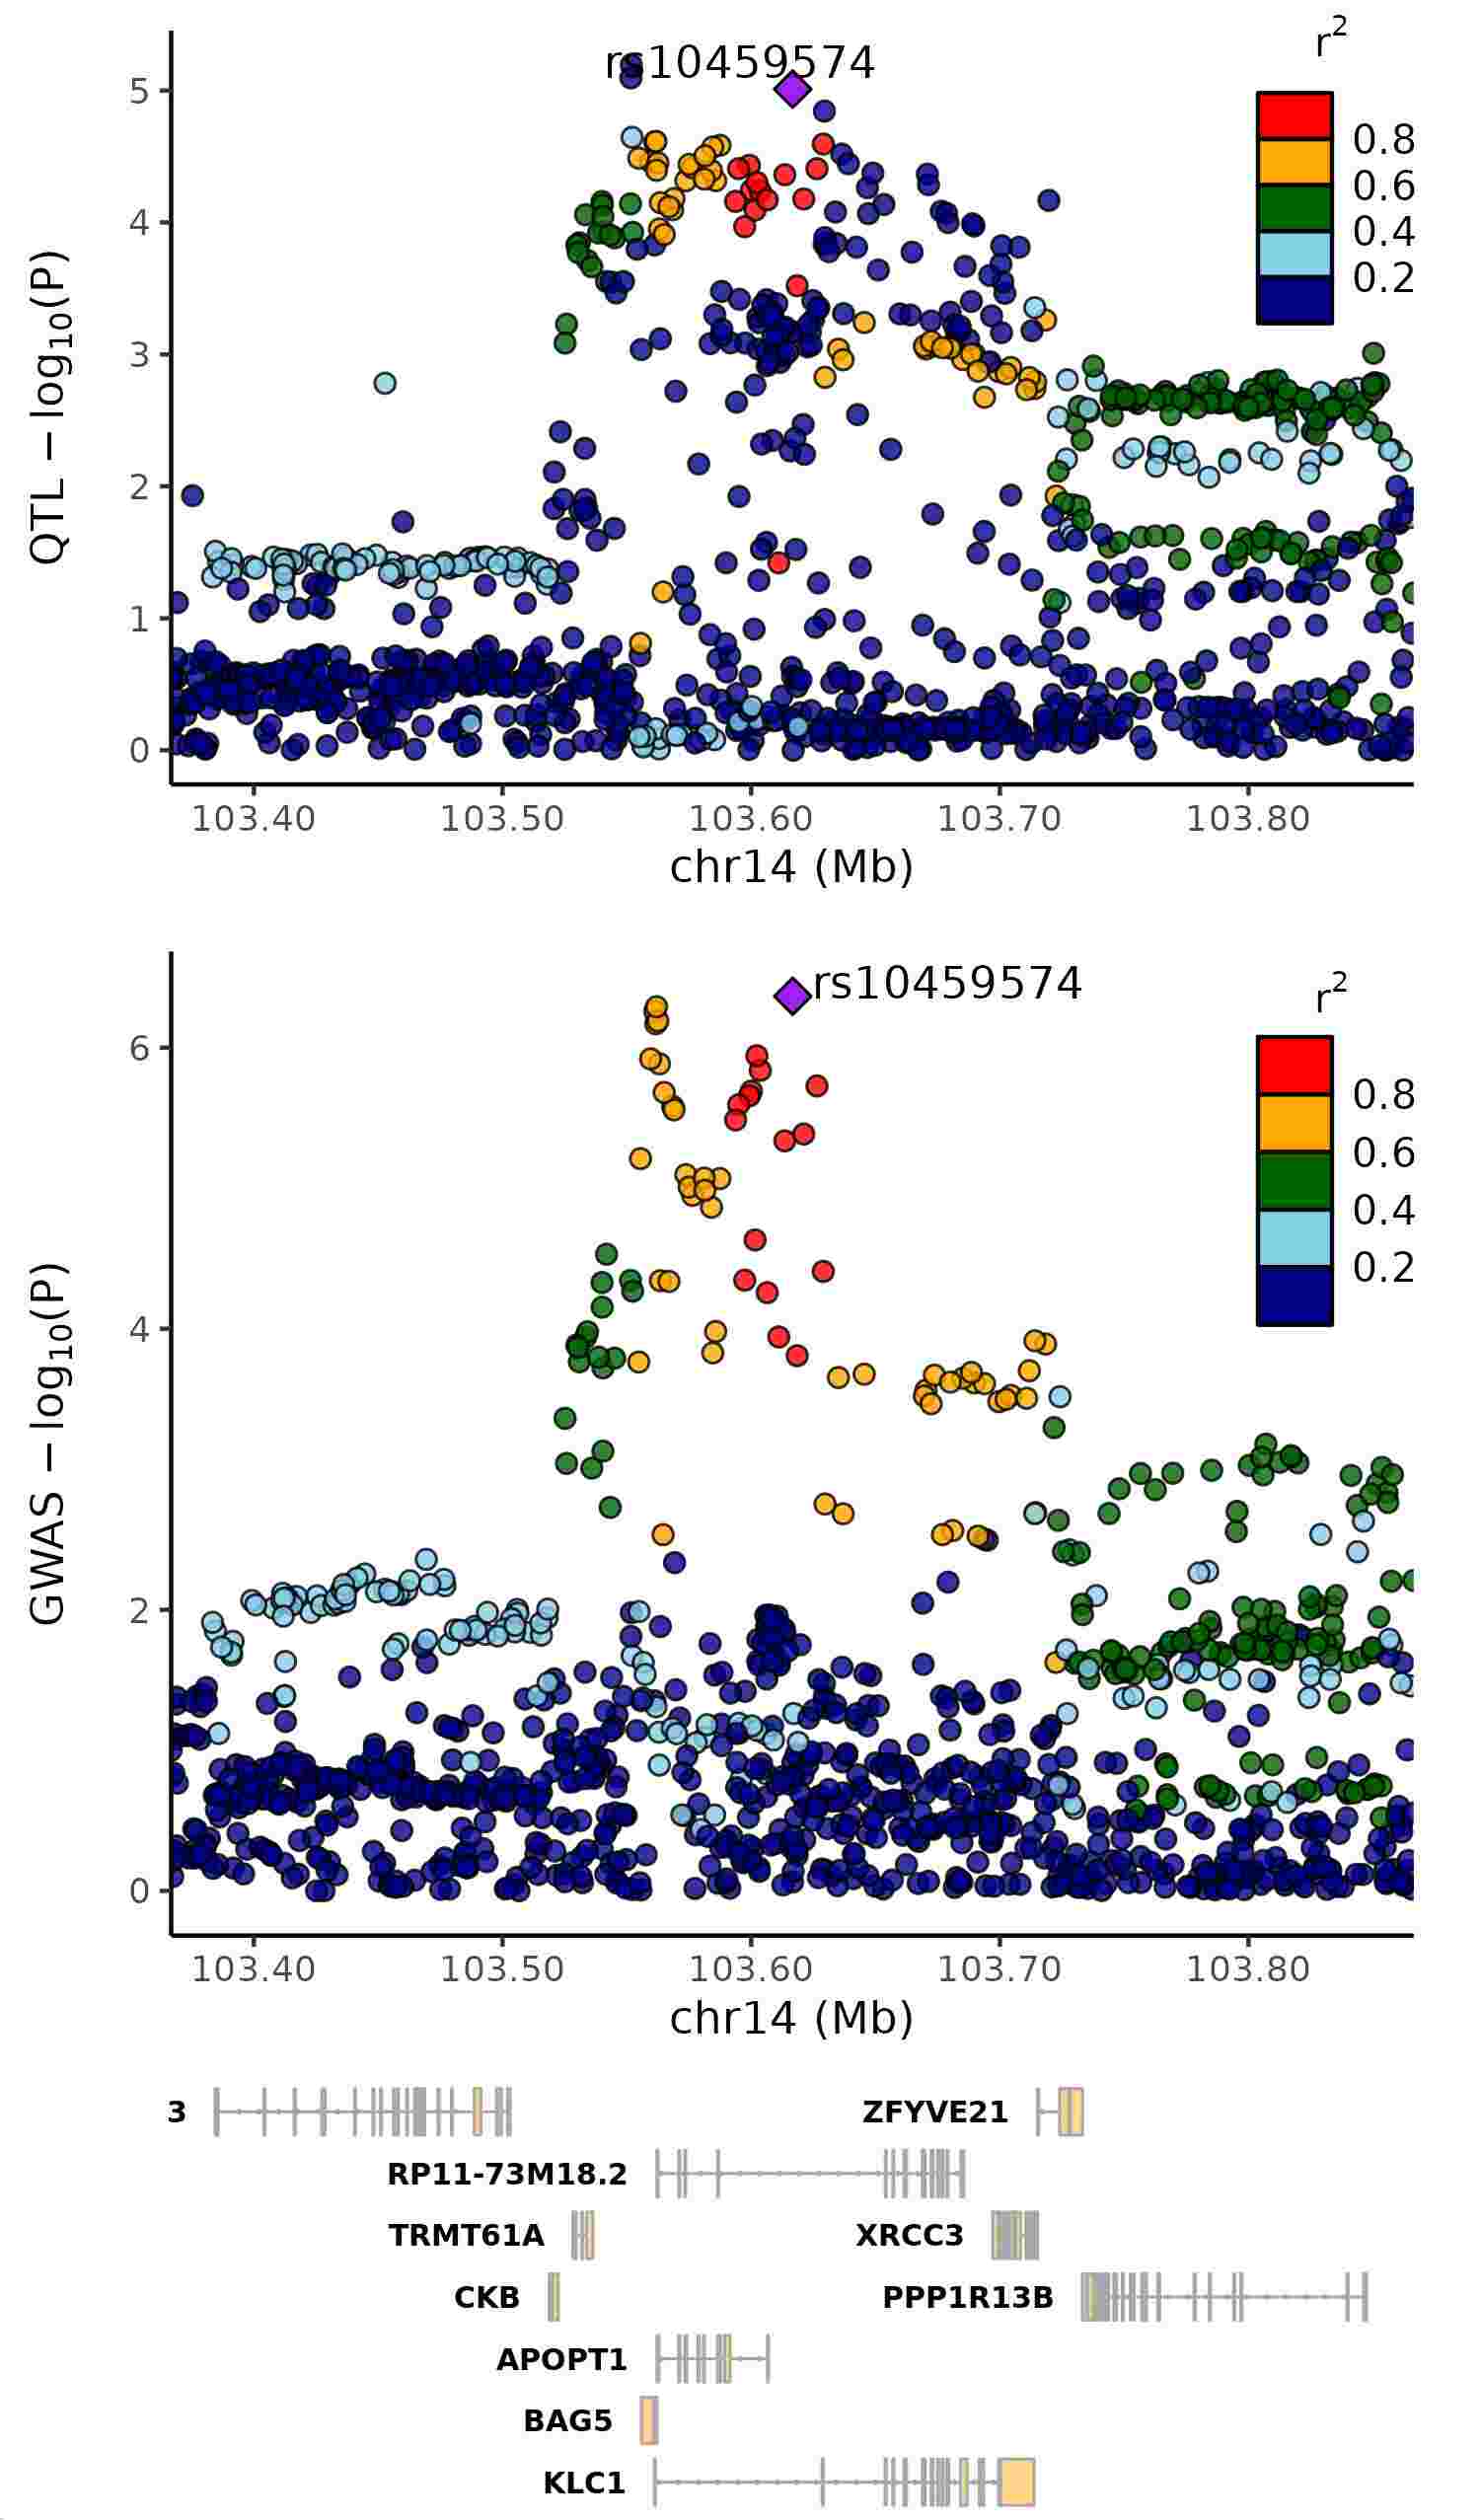 r²
rs10459574
5
4
3
2
1
0
0.8
0.6
0.4
0.2
QTL − log₁₀(P)
103.40 103.50 103.60 103.70 103.80
chr14 (Mb)
rs10459574
r²
6
4
2
0
0.8
0.6
0.4
0.2
GWAS − log₁₀(P)
103.40 103.50 103.60 103.70 103.80
chr14 (Mb)
3 ZFYVE21
RP11-73M18.2
TRMT61A XRCC3
CKB PPP1R13B
APOPT1
BAG5
KLC1